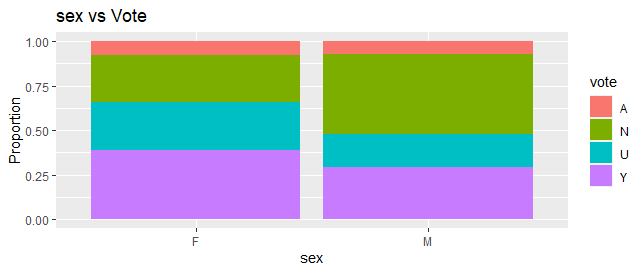 sex vs Vote
Proportion
1.00
0.75
0.50
0.25
0.00
F
M
sex
vote
A
N
U
Y